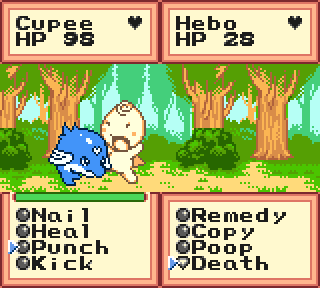 Cupee ♥
HP 98
Hebo ♥
HP 28
Nail
Heal
Punch
Kick
Remedy
Copy
Poop
Death